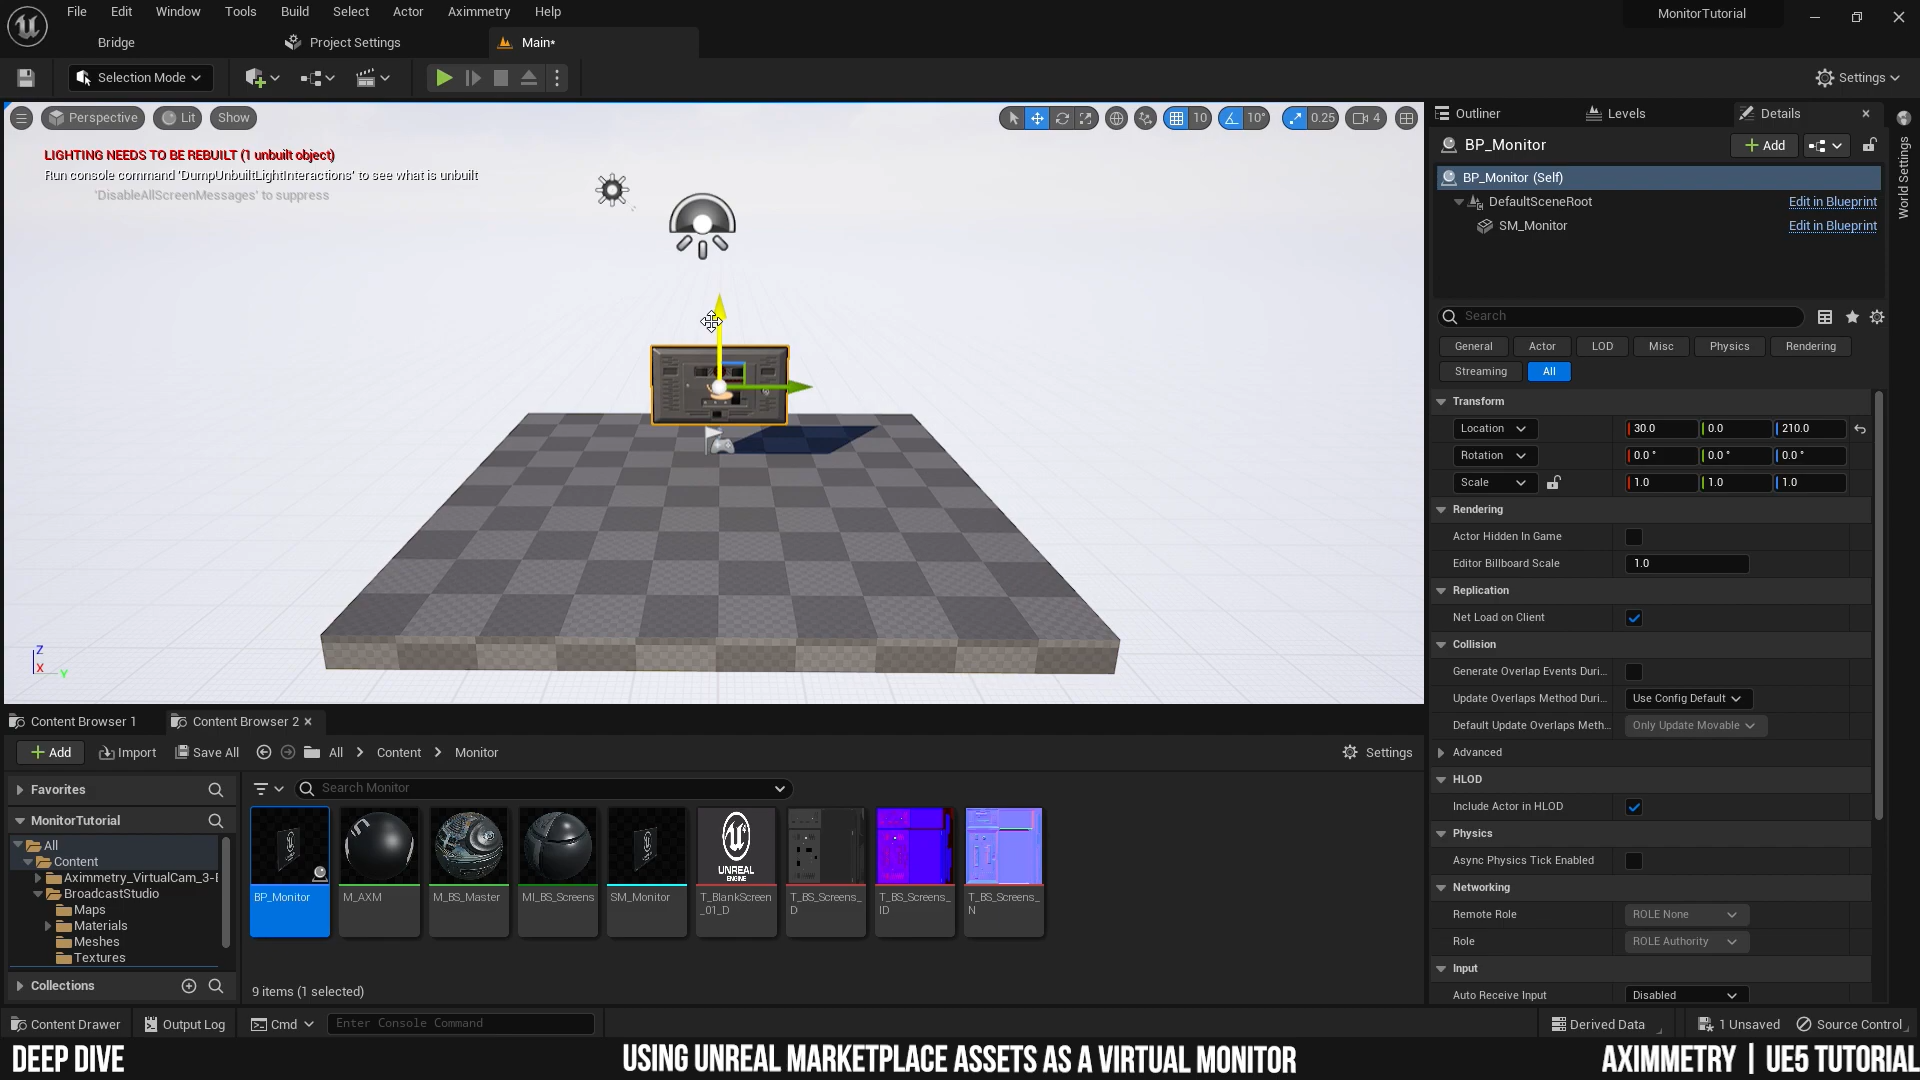 File Edit Window Tools Build Select Actor Aximmetry Help
MonitorTutorial
Bridge
Project Settings
Main*
Selection Mode
Settings
Perspective
Lit
Show
10
10°
0.25
4
LIGHTING NEEDS TO BE REBUILT (1 unbuilt object)
Run console command 'DumpUnbuiltLightInteractions' to see what is unbuilt
'DisableAllScreenMessages' to suppress
Z
X
Y
Outliner
Levels
Details
World Settings
BP_Monitor
Add
BP_Monitor (Self)
DefaultSceneRoot Edit in Blueprint
SM_Monitor Edit in Blueprint
Search
General Actor LOD Misc Physics Rendering
Streaming All
Transform
Location 30.0 0.0 210.0
Rotation 0.0 ° 0.0 ° 0.0 °
Scale 1.0 1.0 1.0
Rendering
Actor Hidden In Game
Editor Billboard Scale 1.0
Replication
Net Load on Client
Collision
Generate Overlap Events Duri...
Update Overlaps Method Duri... Use Config Default
Default Update Overlaps Meth... Only Update Movable
Advanced
HLOD
Include Actor in HLOD
Physics
Async Physics Tick Enabled
Networking
Remote Role ROLE None
Role ROLE Authority
Input
Auto Receive Input Disabled
Content Browser 1
Content Browser 2
Add Import Save All All Content Monitor Settings
Favorites
MonitorTutorial
All
Content
Aximmetry_VirtualCam_3-
BroadcastStudio
Maps
Materials
Meshes
Textures
Collections
Search Monitor
UNREAL
ENGINE
BP_Monitor
M_AXM
M_BS_Master
MI_BS_Screens
SM_Monitor
T_BlankScreen
_01_D
T_BS_Screens_
D
T_BS_Screens_
ID
T_BS_Screens_
N
9 items (1 selected)
Content Drawer Output Log Cmd Enter Console Command Derived Data 1 Unsaved Source Control
DEEP DIVE
USING UNREAL MARKETPLACE ASSETS AS A VIRTUAL MONITOR
AXIMMETRY | UE5 TUTORIAL